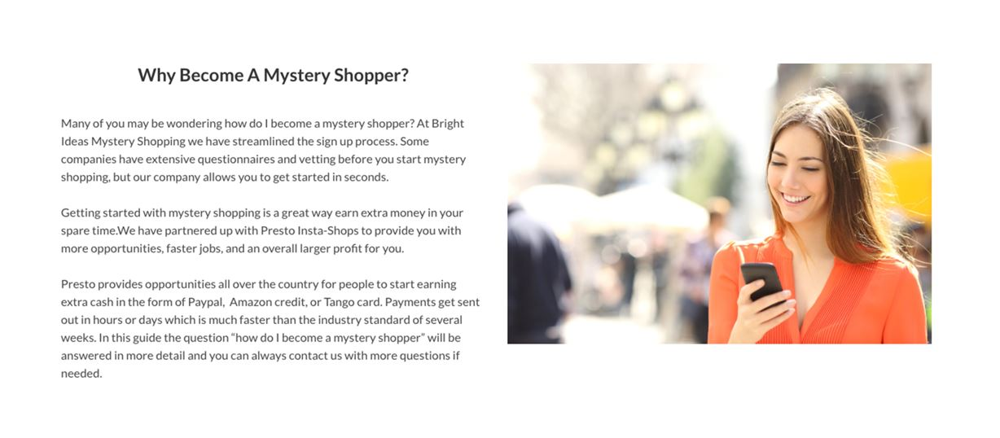 Why Become A Mystery Shopper?
Many of you may be wondering how do I become a mystery shopper? At Bright
Ideas Mystery Shopping we have streamlined the sign up process. Some
companies have extensive questionnaires and vetting before you start mystery
shopping, but our company allows you to get started in seconds.
Getting started with mystery shopping is a great way earn extra money in your
spare time.We have partnered up with Presto Insta-Shops to provide you with
more opportunities, faster jobs, and an overall larger profit for you.
Presto provides opportunities all over the country for people to start earning
extra cash in the form of Paypal,  Amazon credit, or Tango card. Payments get sent
out in hours or days which is much faster than the industry standard of several
weeks. In this guide the question “how do I become a mystery shopper” will be
answered in more detail and you can always contact us with more questions if
needed.